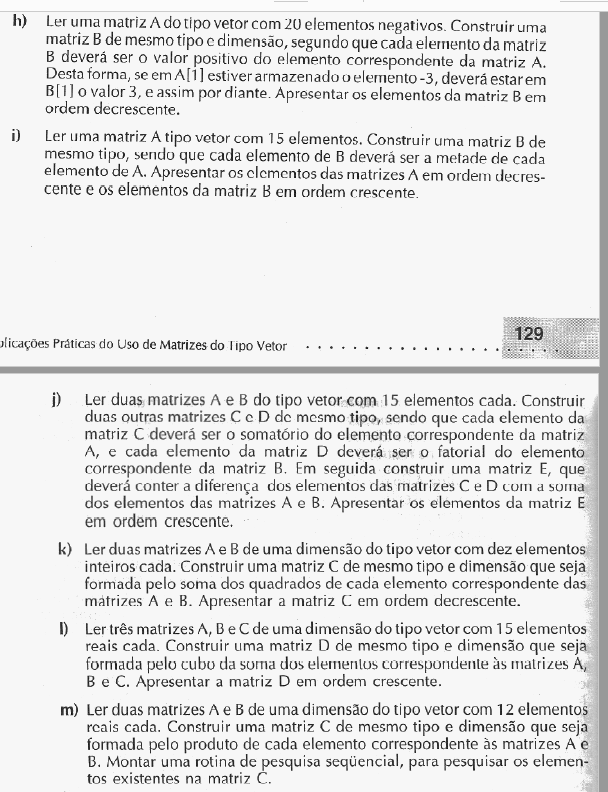 h) Ler uma matriz A do tipo vetor com 20 elementos negativos. Construir uma
matriz B de mesmo tipo e dimensão, segundo que cada elemento da matriz
B deverá ser o valor positivo do elemento correspondente da matriz A.
Desta forma, se em A[1] estiver armazenado o elemento -3, deverá estar em
B[1] o valor 3, e assim por diante. Apresentar os elementos da matriz B em
ordem decrescente.
i) Ler uma matriz A tipo vetor com 15 elementos. Construir uma matriz B de
mesmo tipo, sendo que cada elemento de B deverá ser a metade de cada
elemento de A. Apresentar os elementos das matrizes A em ordem decres-
cente e os elementos da matriz B em ordem crescente.
129
plicações Práticas do Uso de Matrizes do Tipo Vetor . . . . . . . . . . . . . . . . . . . . . . .
j) Ler duas matrizes A e B do tipo vetor com 15 elementos cada. Construir
duas outras matrizes C e D de mesmo tipo, sendo que cada elemento da
matriz C deverá ser o somatório do elemento correspondente da matriz
A, e cada elemento da matriz D deverá ser o fatorial do elemento
correspondente da matriz B. Em seguida construir uma matriz E, que
deverá conter a diferença dos elementos das matrizes C e D com a soma
dos elementos das matrizes A e B. Apresentar os elementos da matriz E
em ordem crescente.
k) Ler duas matrizes A e B de uma dimensão do tipo vetor com dez elementos
inteiros cada. Construir uma matriz C de mesmo tipo e dimensão que seja
formada pelo soma dos quadrados de cada elemento correspondente das
matrizes A e B. Apresentar a matriz C em ordem decrescente.
l) Ler três matrizes A, B e C de uma dimensão do tipo vetor com 15 elementos
reais cada. Construir uma matriz D de mesmo tipo e dimensão que seja
formada pelo cubo da soma dos elementos correspondente às matrizes A,
B e C. Apresentar a matriz D em ordem crescente.
m) Ler duas matrizes A e B de uma dimensão do tipo vetor com 12 elementos
reais cada. Construir uma matriz C de mesmo tipo e dimensão que seja
formada pelo produto de cada elemento correspondente às matrizes A e
B. Montar uma rotina de pesquisa seqüencial, para pesquisar os elemen-
tos existentes na matriz C.